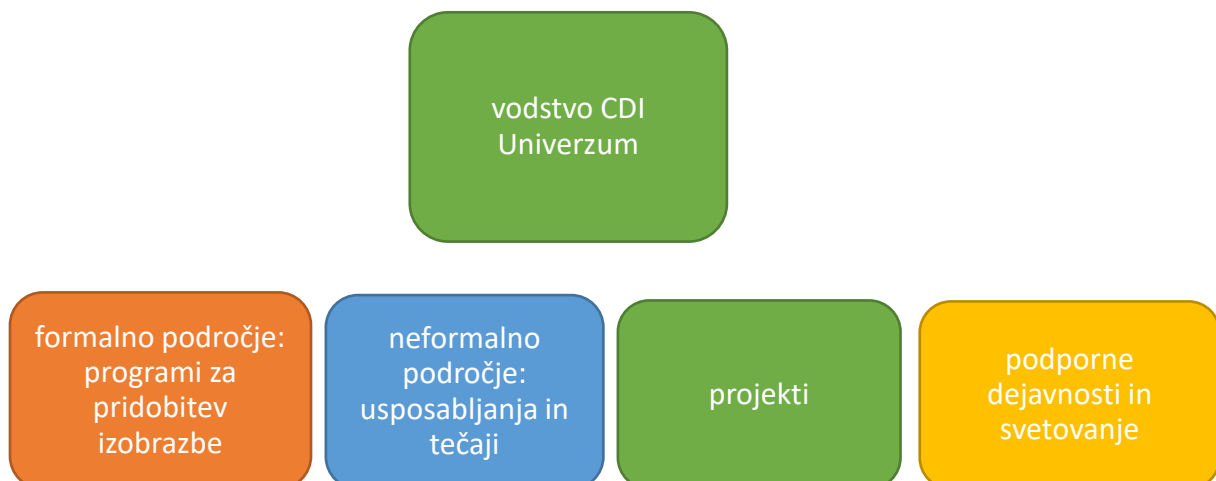 vodstvo CDI
Univerzum
formalno področje:
programi za
pridobitev
izobrazbe
neformalno
področje:
usposabljanja in
tečaji
projekti
podporne
dejavnosti in
svetovanje